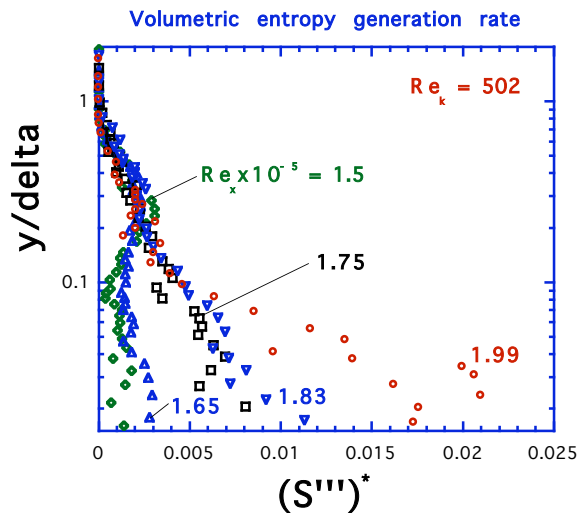 Volumetric entropy generation rate
Re_k = 502
1
Re_x x10^-5 = 1.5
y/delta
1.75
0.1
1.99
1.65
1.83
0 0.005 0.01 0.015 0.02 0.025
(S''')^*